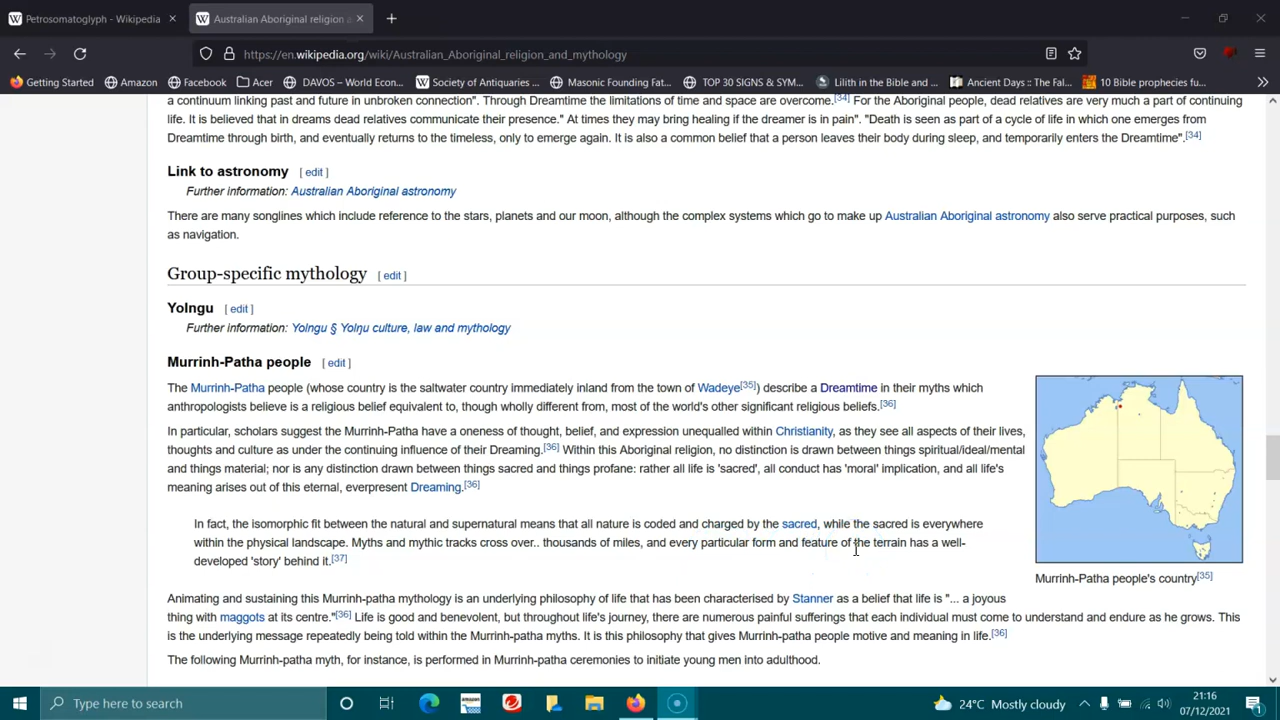 Petrosomatoglyph - Wikipedia
Australian Aboriginal religion a
https://en.wikipedia.org/wiki/Australian_Aboriginal_religion_and_mythology
Getting Started
Amazon
Facebook
Acer
DAVOS – World Econ...
Society of Antiquaries ...
Masonic Founding Fat...
TOP 30 SIGNS & SYM...
Lilith in the Bible and ...
Ancient Days :: The Fal...
10 Bible prophecies fu...
a continuum linking past and future in unbroken connection". Through Dreamtime the limitations of time and space are overcome.[34] For the Aboriginal people, dead relatives are very much a part of continuing
life. It is believed that in dreams dead relatives communicate their presence." At times they may bring healing if the dreamer is in pain". "Death is seen as part of a cycle of life in which one emerges from
Dreamtime through birth, and eventually returns to the timeless, only to emerge again. It is also a common belief that a person leaves their body during sleep, and temporarily enters the Dreamtime".[34]
Link to astronomy [ edit ]
Further information: Australian Aboriginal astronomy
There are many songlines which include reference to the stars, planets and our moon, although the complex systems which go to make up Australian Aboriginal astronomy also serve practical purposes, such
as navigation.
Group-specific mythology [ edit ]
Yolngu [ edit ]
Further information: Yolngu § Yolŋu culture, law and mythology
Murrinh-Patha people [ edit ]
The Murrinh-Patha people (whose country is the saltwater country immediately inland from the town of Wadeye[35]) describe a Dreamtime in their myths which
anthropologists believe is a religious belief equivalent to, though wholly different from, most of the world's other significant religious beliefs.[36]
In particular, scholars suggest the Murrinh-Patha have a oneness of thought, belief, and expression unequalled within Christianity, as they see all aspects of their lives,
thoughts and culture as under the continuing influence of their Dreaming.[36] Within this Aboriginal religion, no distinction is drawn between things spiritual/ideal/mental
and things material; nor is any distinction drawn between things sacred and things profane: rather all life is 'sacred', all conduct has 'moral' implication, and all life's
meaning arises out of this eternal, everpresent Dreaming.[36]
In fact, the isomorphic fit between the natural and supernatural means that all nature is coded and charged by the sacred, while the sacred is everywhere
within the physical landscape. Myths and mythic tracks cross over.. thousands of miles, and every particular form and feature of the terrain has a well-
developed 'story' behind it.[37]
Murrinh-Patha people's country[35]
Animating and sustaining this Murrinh-patha mythology is an underlying philosophy of life that has been characterised by Stanner as a belief that life is "... a joyous
thing with maggots at its centre."[36] Life is good and benevolent, but throughout life's journey, there are numerous painful sufferings that each individual must come to understand and endure as he grows. This
is the underlying message repeatedly being told within the Murrinh-patha myths. It is this philosophy that gives Murrinh-patha people motive and meaning in life.[36]
The following Murrinh-patha myth, for instance, is performed in Murrinh-patha ceremonies to initiate young men into adulthood.
Type here to search
24°C Mostly cloudy
21:16
07/12/2021